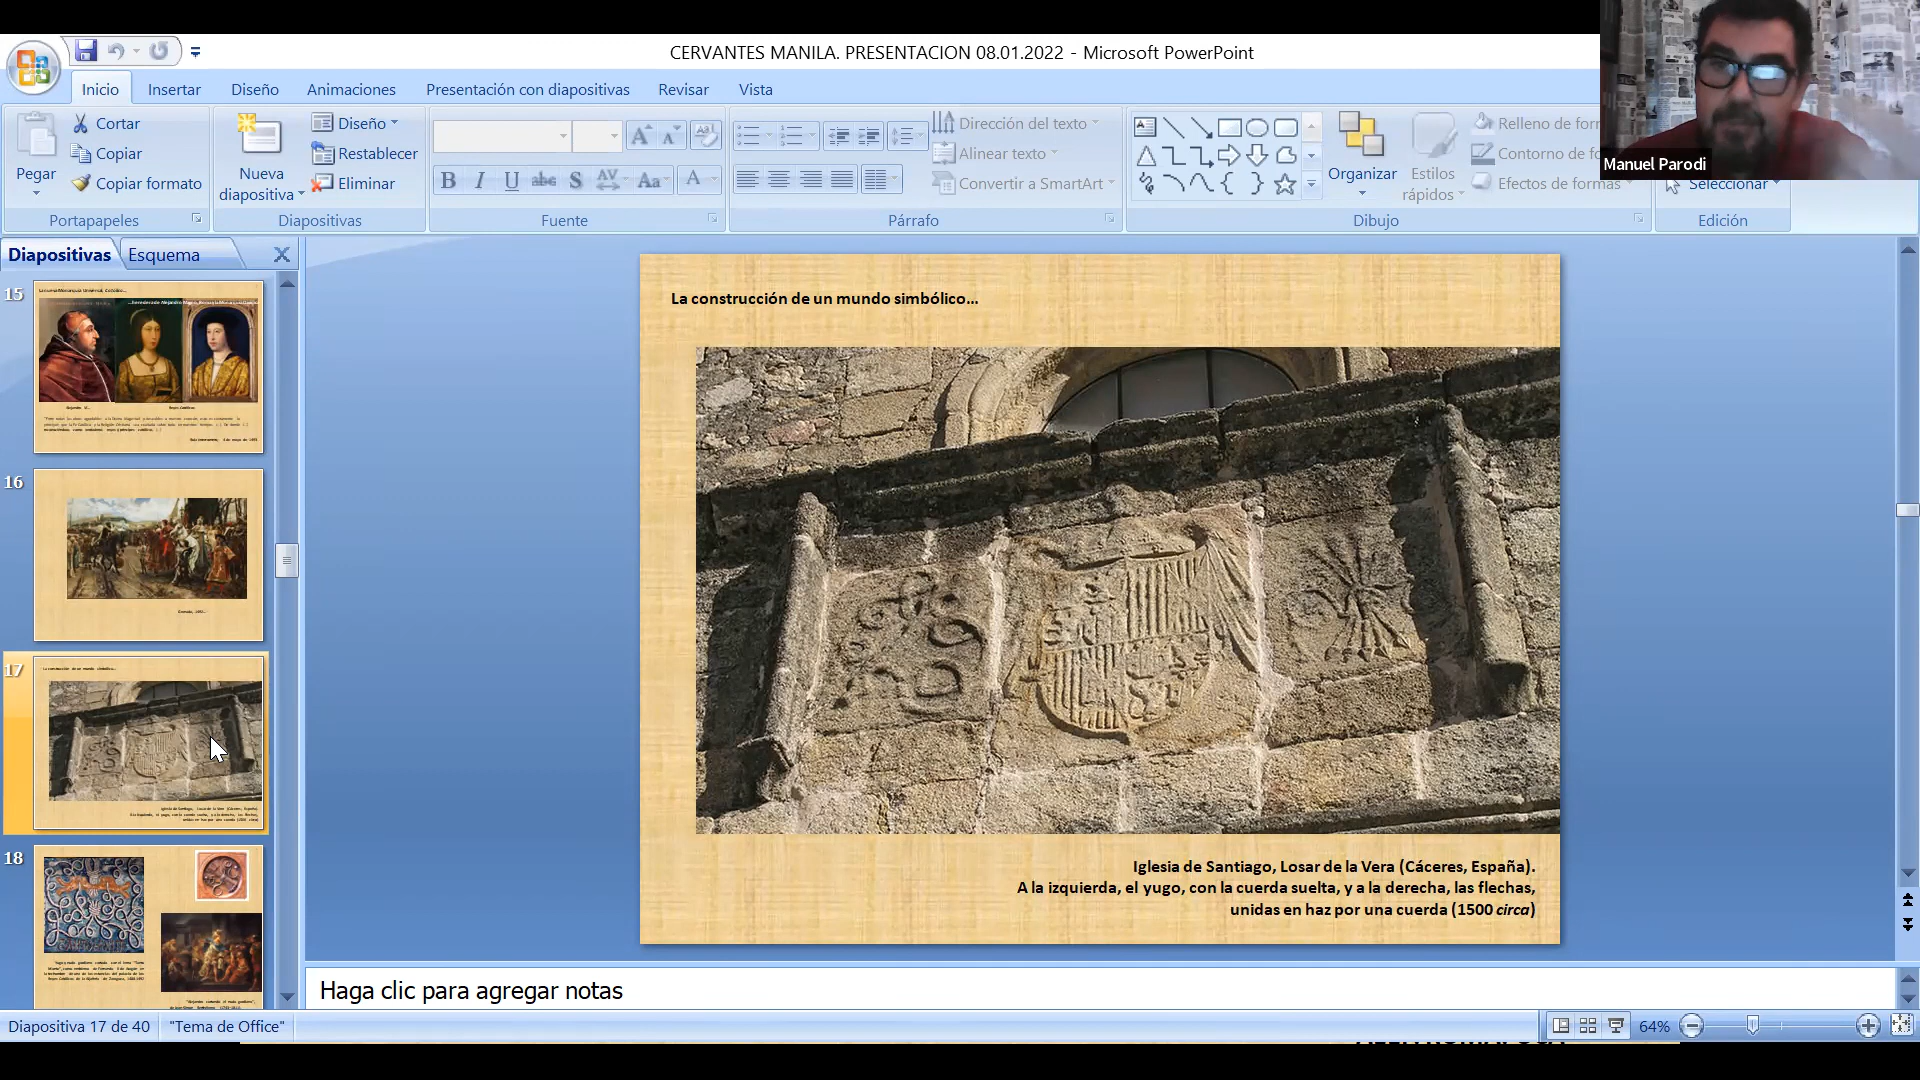 CERVANTES MANILA. PRESENTACION 08.01.2022 - Microsoft PowerPoint
Inicio Insertar Diseño Animaciones Presentación con diapositivas Revisar Vista
Pegar
Cortar
Copiar
Copiar formato
Portapapeles
Nueva diapositiva
Diseño
Restablecer
Eliminar
Diapositivas
N K S abc S AV Aa A
Fuente
Dirección del texto
Alinear texto
Convertir a SmartArt
Párrafo
Organizar
Estilos rápidos
Relleno de for
Contorno de fo
Efectos de formas
Dibujo
Seleccionar
Edición
Manuel Parodi
Diapositivas Esquema
15
16
17
18
La construcción de un mundo simbólico...
Iglesia de Santiago, Losar de la Vera (Cáceres, España).
A la izquierda, el yugo, con la cuerda suelta, y a la derecha, las flechas,
unidas en haz por una cuerda (1500 circa)
Haga clic para agregar notas
Diapositiva 17 de 40 "Tema de Office" 64%